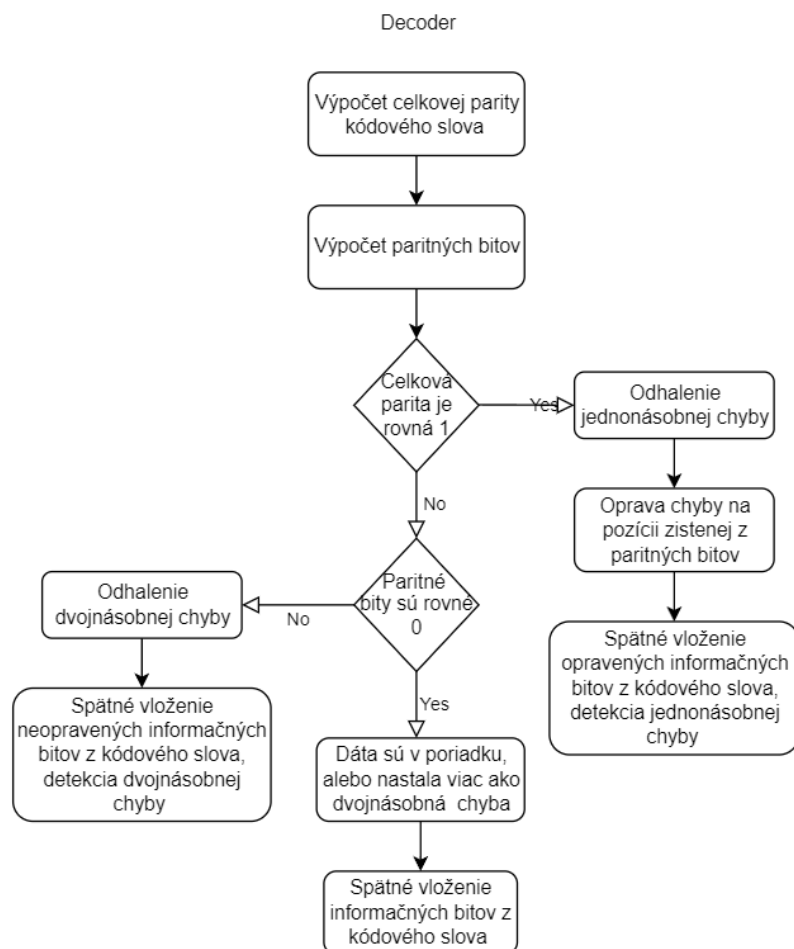 Decoder
Výpočet celkovej parity
kódového slova
Výpočet paritných bitov
Celková
parita je
rovná 1
Yes
Odhalenie
jednonásobnej chyby
No
Oprava chyby na
pozícii zistenej z
paritných bitov
Paritné
bity sú rovné
0
No
Odhalenie
dvojnásobnej chyby
Spätné vloženie
opravených informačných
bitov z kódového slova,
detekcia jednonásobnej
chyby
Spätné vloženie
neopravených informačných
bitov z kódového slova,
detekcia dvojnásobnej
chyby
Yes
Dáta sú v poriadku,
alebo nastala viac ako
dvojnásobná chyba
Spätné vloženie
informačných bitov z
kódového slova